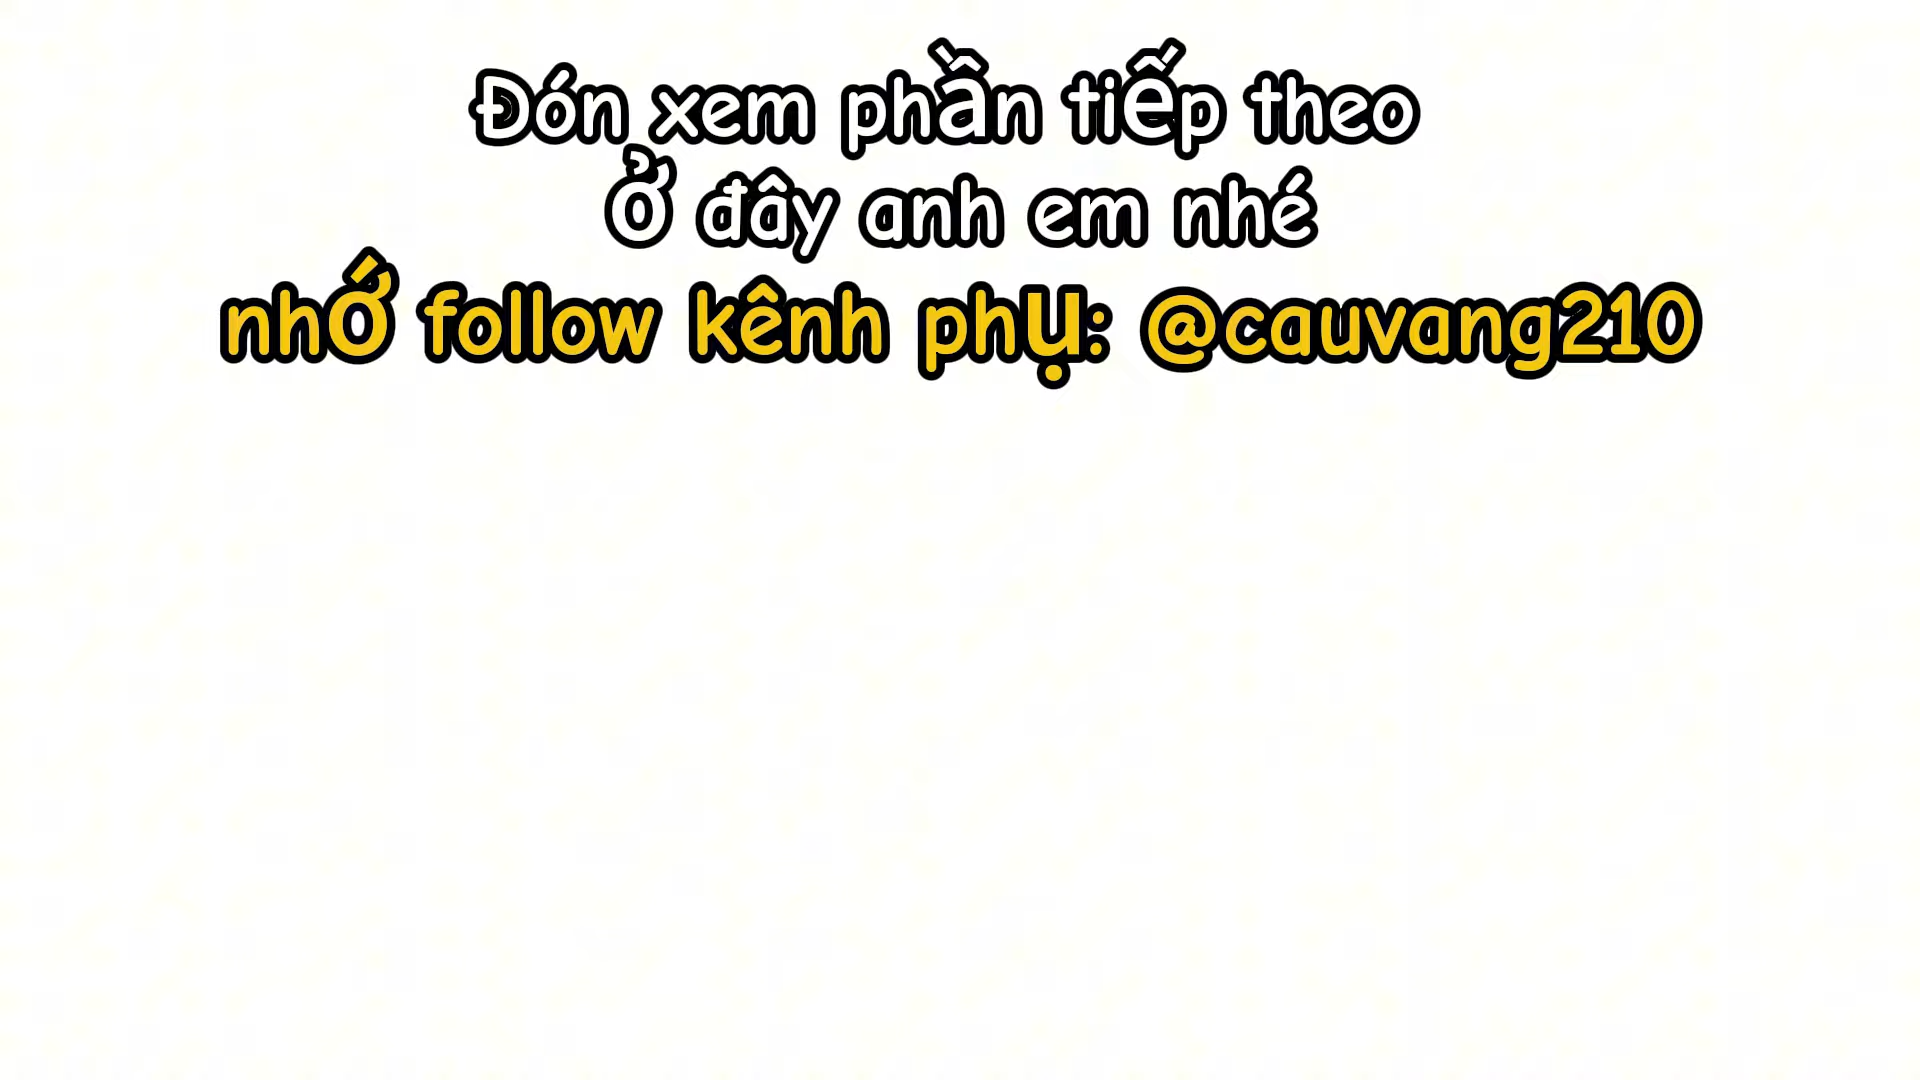 Đón xem phần tiếp theo
Ở đây anh em nhé
nhớ follow kênh phụ: @cauvang210